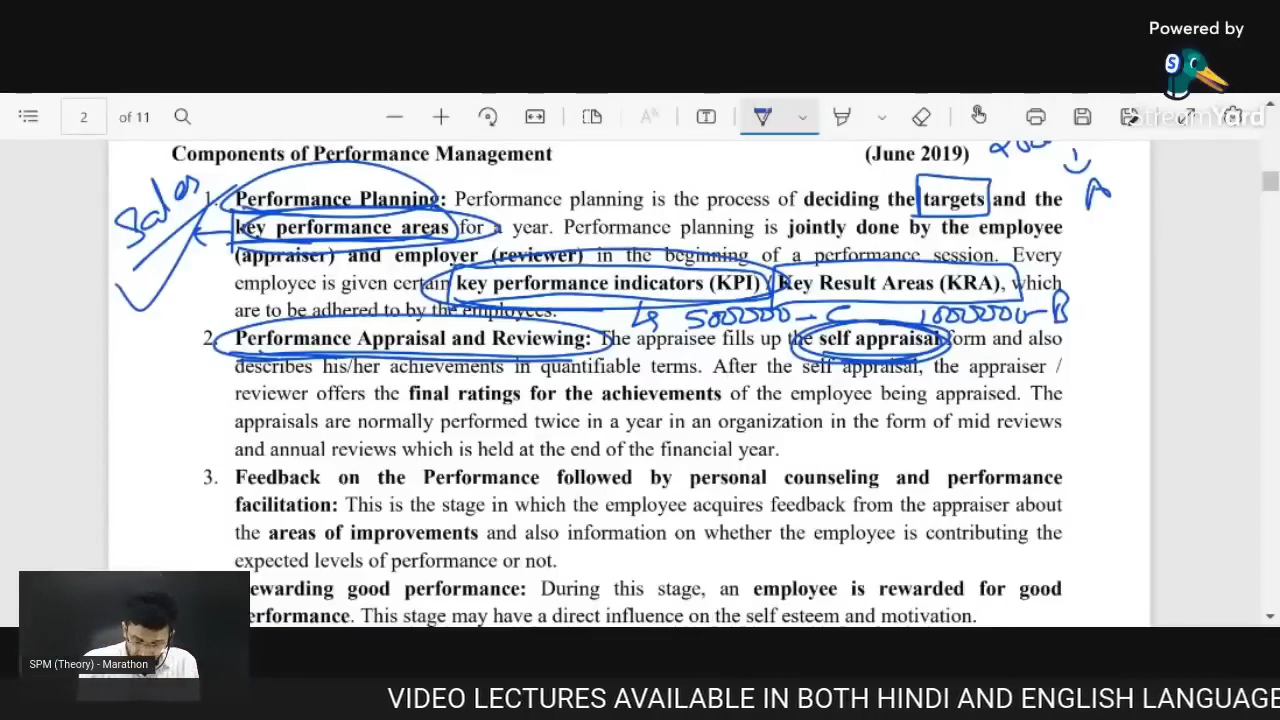 Powered by
S
StreamYard
2 of 11
Components of Performance Management (June 2019)
A
Sales
1. Performance Planning: Performance planning is the process of deciding the targets and the
key performance areas for a year. Performance planning is jointly done by the employee
(appraiser) and employer (reviewer) in the beginning of a performance session. Every
employee is given certain key performance indicators (KPI) Key Result Areas (KRA), which
are to be adhered to by the employees.
500000 - C 1000000 - B
2. Performance Appraisal and Reviewing: The appraisee fills up the self appraisal form and also
describes his/her achievements in quantifiable terms. After the self appraisal, the appraiser /
reviewer offers the final ratings for the achievements of the employee being appraised. The
appraisals are normally performed twice in a year in an organization in the form of mid reviews
and annual reviews which is held at the end of the financial year.
3. Feedback on the Performance followed by personal counseling and performance
facilitation: This is the stage in which the employee acquires feedback from the appraiser about
the areas of improvements and also information on whether the employee is contributing the
expected levels of performance or not.
ewarding good performance: During this stage, an employee is rewarded for good
erformance. This stage may have a direct influence on the self esteem and motivation.
SPM (Theory) - Marathon
VIDEO LECTURES AVAILABLE IN BOTH HINDI AND ENGLISH LANGUAGE